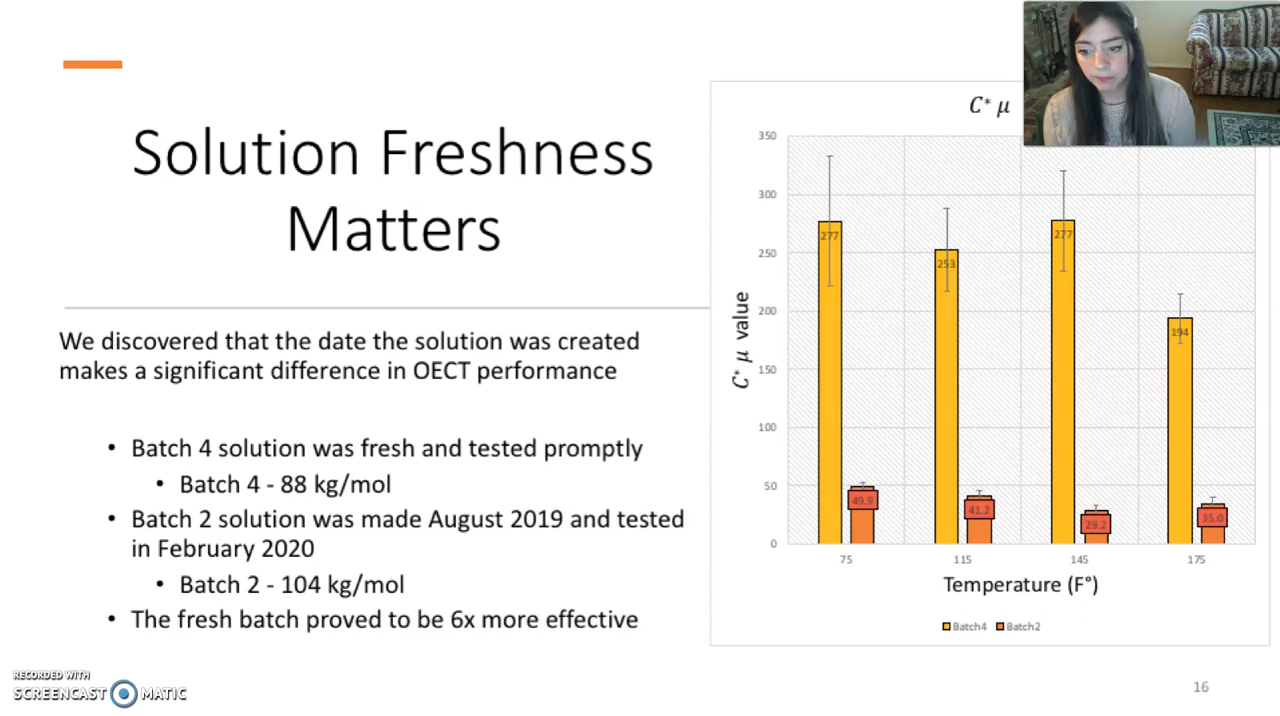 Solution Freshness
Matters
We discovered that the date the solution was created
makes a significant difference in OECT performance
• Batch 4 solution was fresh and tested promptly
• Batch 4 - 88 kg/mol
• Batch 2 solution was made August 2019 and tested
in February 2020
• Batch 2 - 104 kg/mol
• The fresh batch proved to be 6x more effective
C* μ
C* μ value
350
300
250
200
150
100
50
0
277
253
277
194
49.9
41.2
29.2
35.0
75
115
145
175
Temperature (F°)
Batch4
Batch2
RECORDED WITH
SCREENCAST MATIC
16